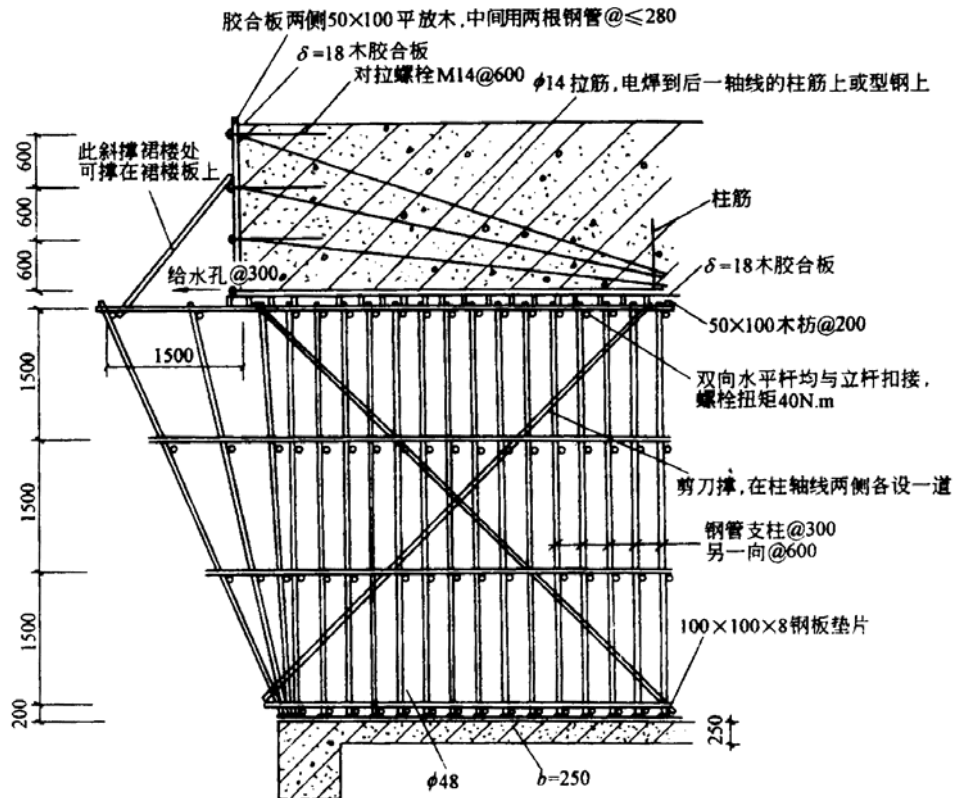 胶合板两侧50×100平放木,中间用两根钢管@≤280
δ=18木胶合板
对拉螺栓M14@600
φ14拉筋,电焊到后一轴线的柱筋上或型钢上
此斜撑裙楼处
可撑在裙楼板上
600
600
600
柱筋
给水孔@300
δ=18木胶合板
50×100木枋@200
1500
1500
双向水平杆均与立杆扣接,
螺栓扭矩40N.m
1500
剪刀撑,在柱轴线两侧各设一道
钢管支柱@300
另一向@600
1500
100×100×8钢板垫片
200
250
φ48
b=250